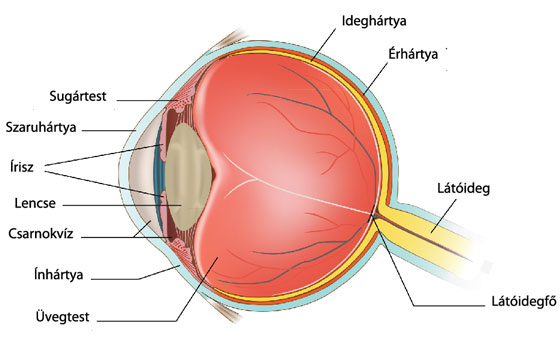 Ideghártya
Érhártya
Sugártest
Szaruhártya
Írisz
Lencse
Csarnokvíz
Ínhártya
Üvegtest
Látóideg
Látóidegfő